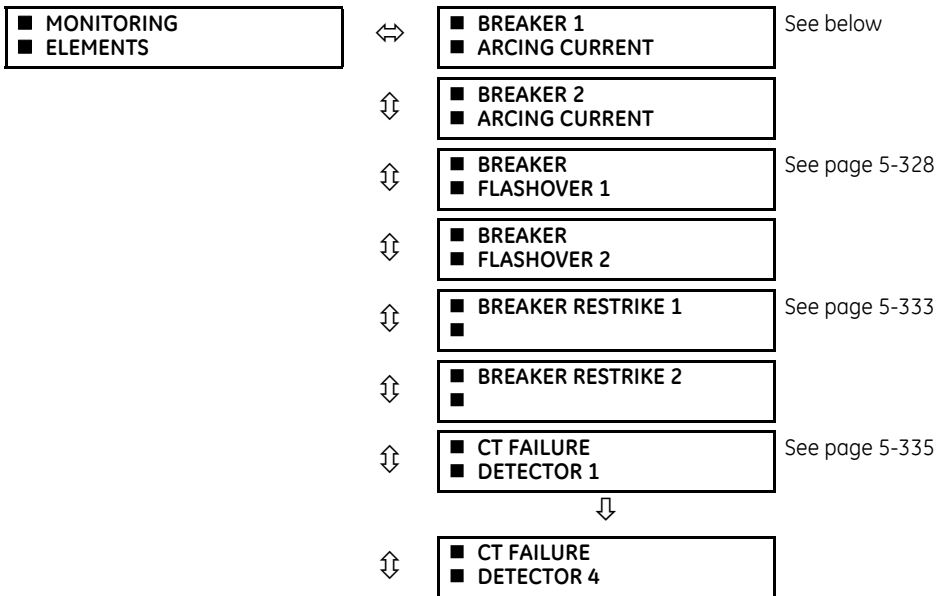 ■ MONITORING
■ ELEMENTS
■ BREAKER 1
■ ARCING CURRENT
See below
■ BREAKER 2
■ ARCING CURRENT
■ BREAKER
■ FLASHOVER 1
See page 5-328
■ BREAKER
■ FLASHOVER 2
■ BREAKER RESTRIKE 1
■
See page 5-333
■ BREAKER RESTRIKE 2
■
■ CT FAILURE
■ DETECTOR 1
See page 5-335
■ CT FAILURE
■ DETECTOR 4